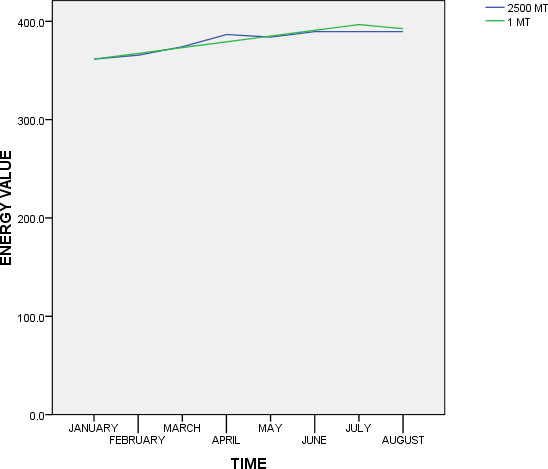 2500 MT
1 MT
400.0
300.0
200.0
100.0
0.0
ENERGY VALUE
JANUARY
FEBRUARY
MARCH
APRIL
MAY
JUNE
JULY
AUGUST
TIME